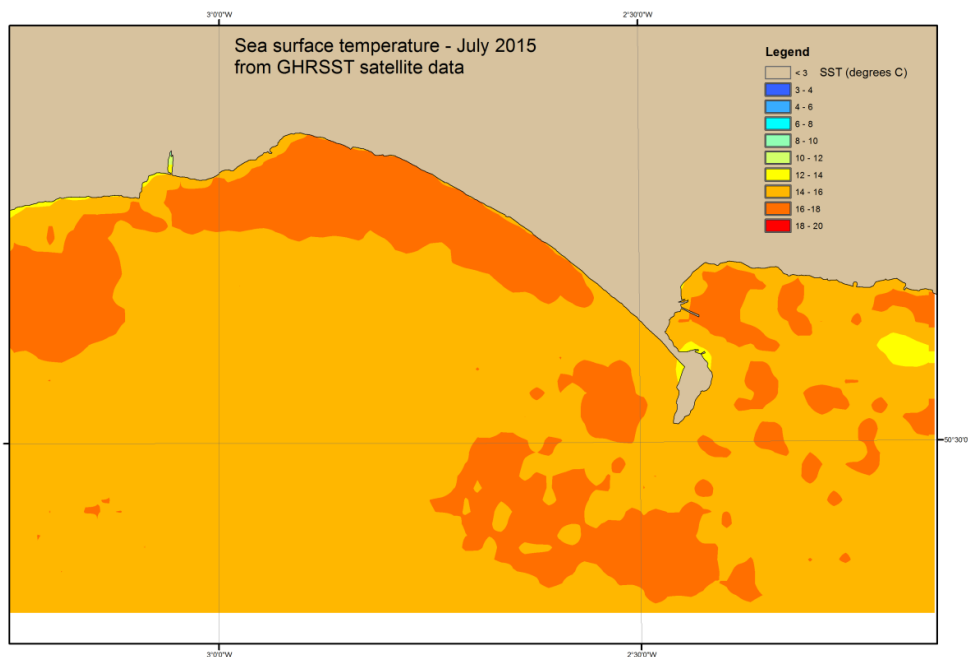 3°0'0"W
2°30'0"W
Sea surface temperature - July 2015
from GHRSST satellite data
Legend
< 3 SST (degrees C)
3 - 4
4 - 6
6 - 8
8 - 10
10 - 12
12 - 14
14 - 16
16 -18
18 - 20
50°30'0
3°0'0"W
2°30'0"W